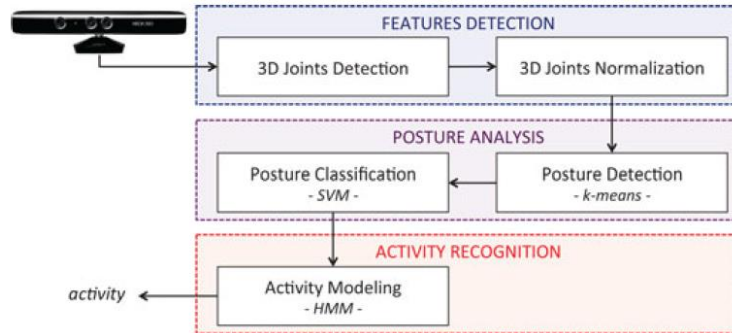 FEATURES DETECTION
3D Joints Detection
3D Joints Normalization
POSTURE ANALYSIS
Posture Classification
- SVM -
Posture Detection
- k-means -
ACTIVITY RECOGNITION
Activity Modeling
- HMM -
activity